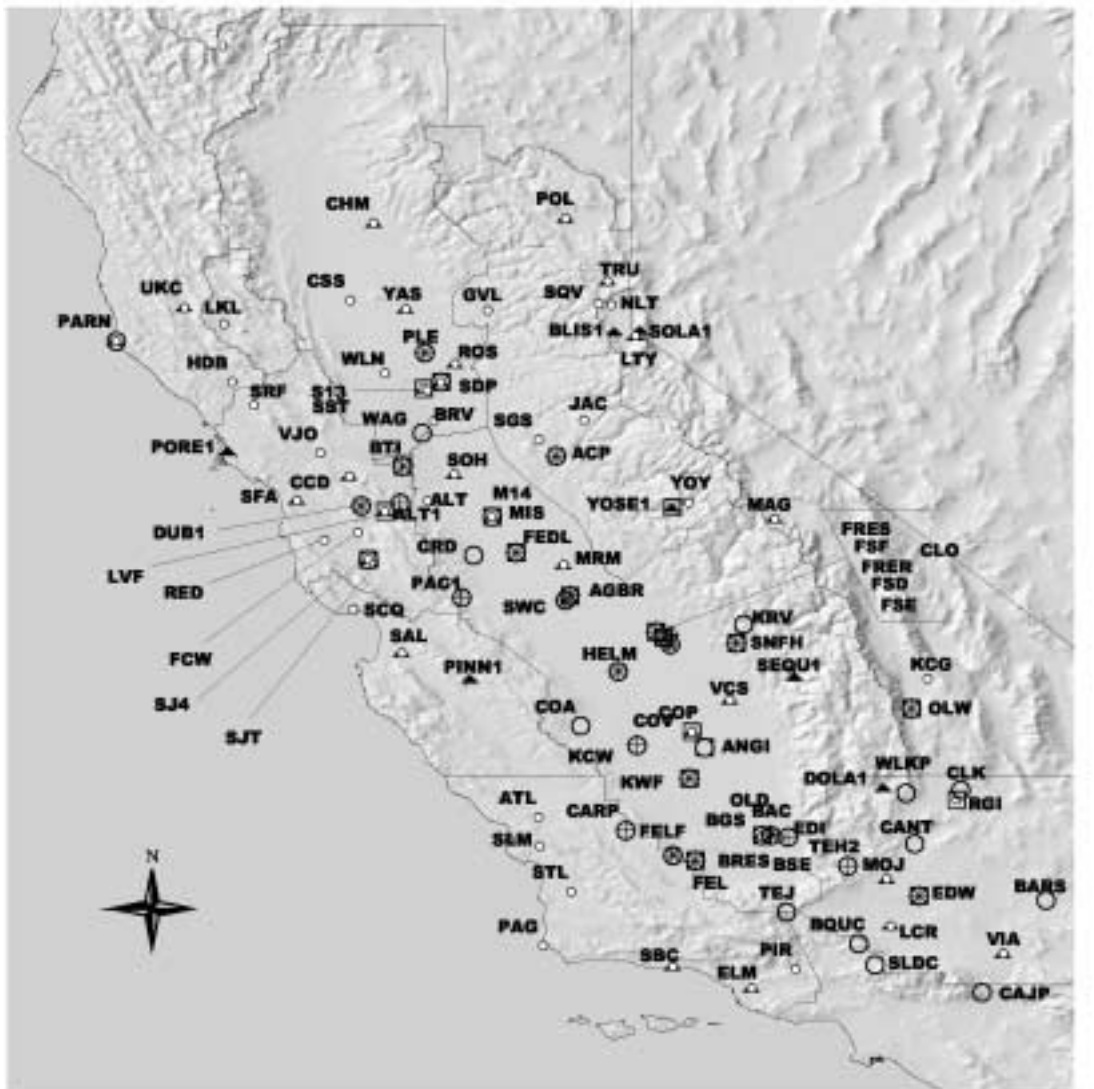 CHM
POL
TRU
CSS
YAS
SQV
NLT
UKC
LKL
GVL
PARN
BLIS1
SOLA1
PLE
LTY
ROS
WLN
HDB
SRF
S13
SDP
SST
JAC
WAG
BRV
SGS
VJO
PORE1
BTI
ACP
SOH
CCD
YOY
SFA
ALT
M14
YOSE1
MAG
ALT1
MIS
DUB1
FRES
FEDL
FSF
CLO
CRD
FRER
MRM
LVF
FSD
PAC1
RED
AGBR
SWC
FSE
SCQ
KRV
SAL
SNFH
HELM
FCW
PINN1
SEQU1
KCG
VCS
SJ4
COA
COP
OLW
COV
SJT
ANGI
KCW
WLKP
CLK
KWF
DOLA1
RGI
ATL
OLD
CARP
BGS
BAC
FELF
EDI
CANT
SLM
TEH2
BRES
BSE
MOJ
STL
FEL
EDW
BARS
TEJ
BQUC
LCR
PAG
VIA
SBC
PIR
SLDC
ELM
CAJP
N